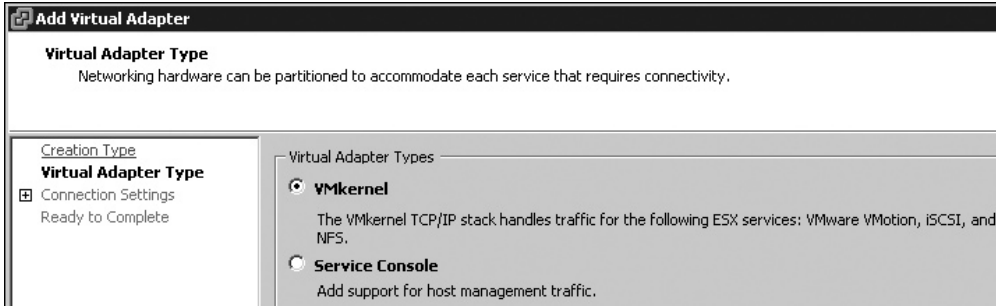 Add Virtual Adapter
Virtual Adapter Type
Networking hardware can be partitioned to accommodate each service that requires connectivity.
Creation Type
Virtual Adapter Type
Connection Settings
Ready to Complete
Virtual Adapter Types
VMkernel
The VMkernel TCP/IP stack handles traffic for the following ESX services: VMware VMotion, iSCSI, and
NFS.
Service Console
Add support for host management traffic.